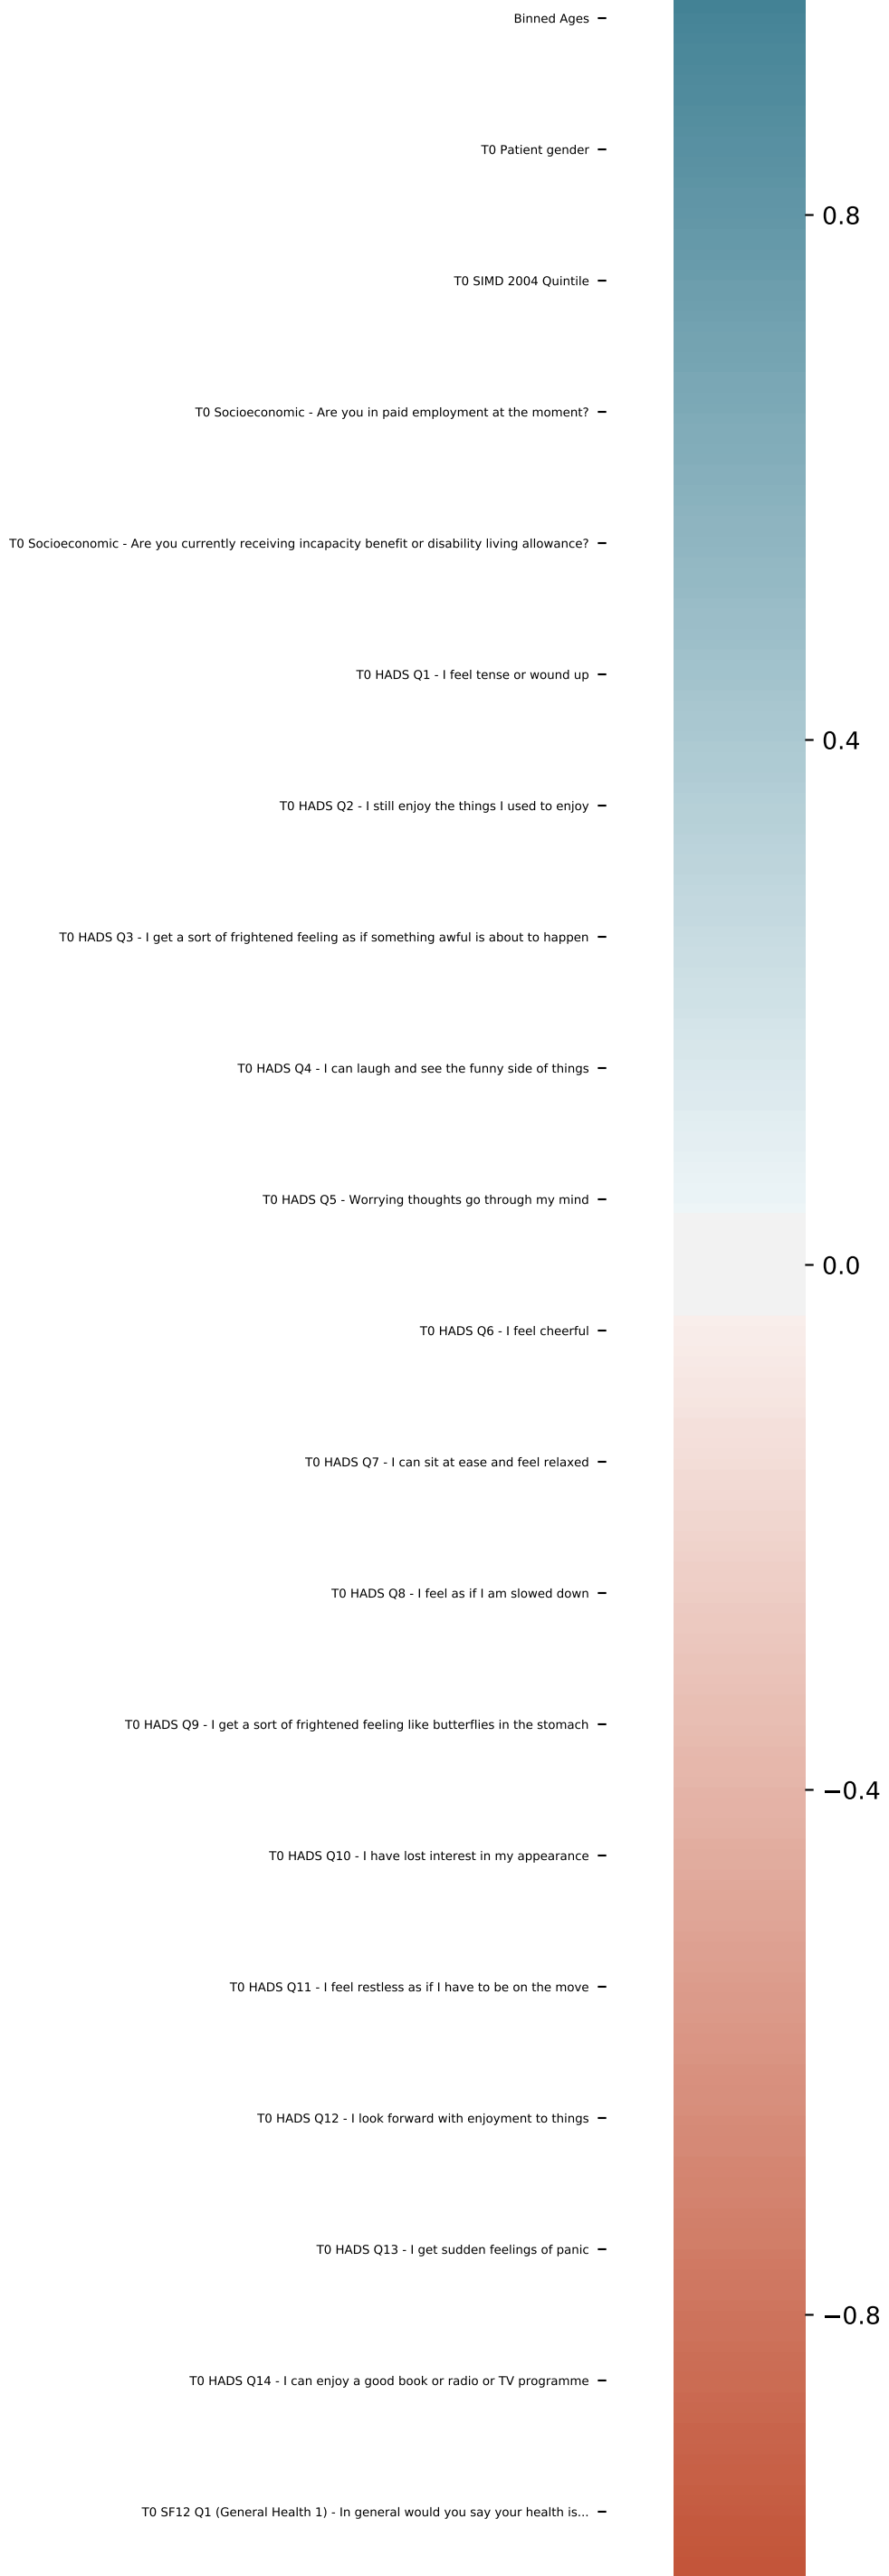 Binned Ages
T0 Patient gender
0.8
T0 SIMD 2004 Quintile
T0 Socioeconomic - Are you in paid employment at the moment?
T0 Socioeconomic - Are you currently receiving incapacity benefit or disability living allowance?
T0 HADS Q1 - I feel tense or wound up
0.4
T0 HADS Q2 - I still enjoy the things I used to enjoy
T0 HADS Q3 - I get a sort of frightened feeling as if something awful is about to happen
T0 HADS Q4 - I can laugh and see the funny side of things
T0 HADS Q5 - Worrying thoughts go through my mind
0.0
T0 HADS Q6 - I feel cheerful
T0 HADS Q7 - I can sit at ease and feel relaxed
T0 HADS Q8 - I feel as if I am slowed down
T0 HADS Q9 - I get a sort of frightened feeling like butterflies in the stomach
−0.4
T0 HADS Q10 - I have lost interest in my appearance
T0 HADS Q11 - I feel restless as if I have to be on the move
T0 HADS Q12 - I look forward with enjoyment to things
T0 HADS Q13 - I get sudden feelings of panic
−0.8
T0 HADS Q14 - I can enjoy a good book or radio or TV programme
T0 SF12 Q1 (General Health 1) - In general would you say your health is...